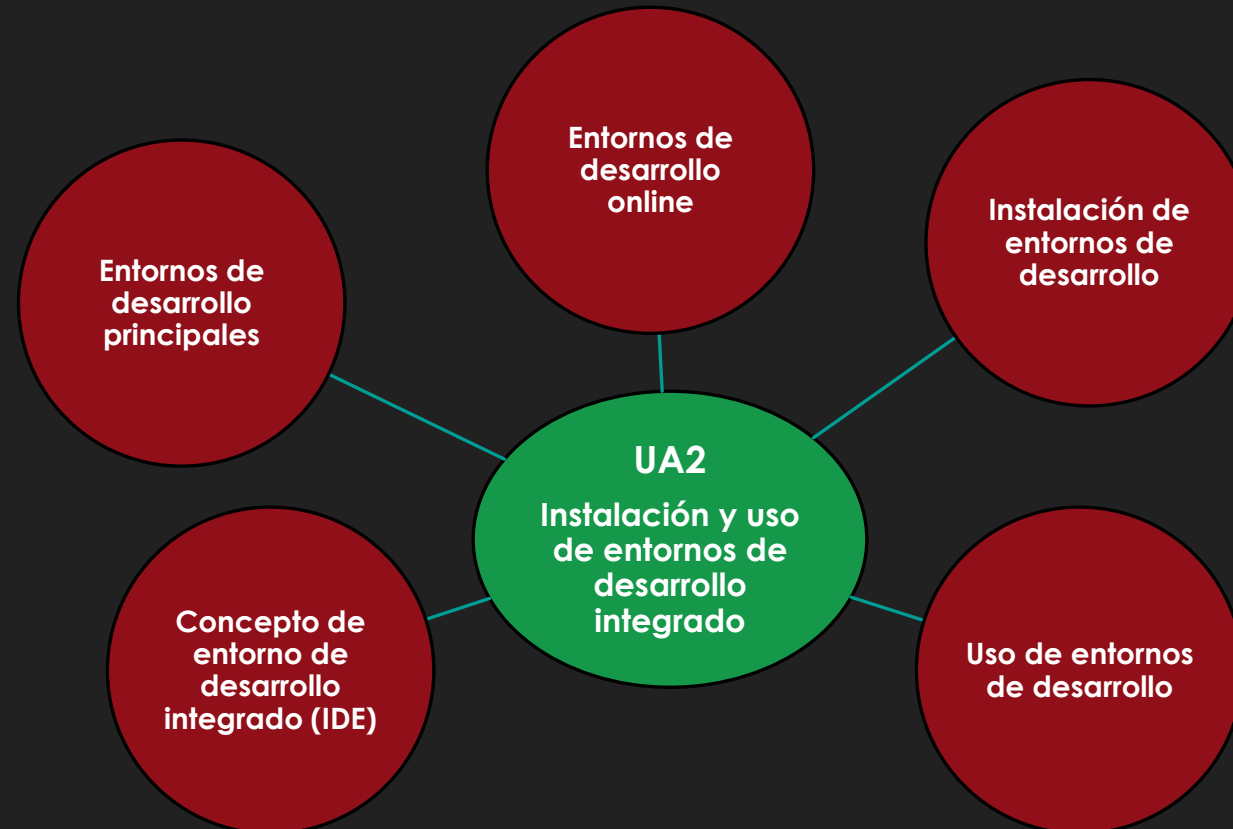 Entornos de
desarrollo
online
Instalación de
entornos de
desarrollo
Entornos de
desarrollo
principales
UA2
Instalación y uso
de entornos de
desarrollo
integrado
Concepto de
entorno de
desarrollo
integrado (IDE)
Uso de entornos
de desarrollo